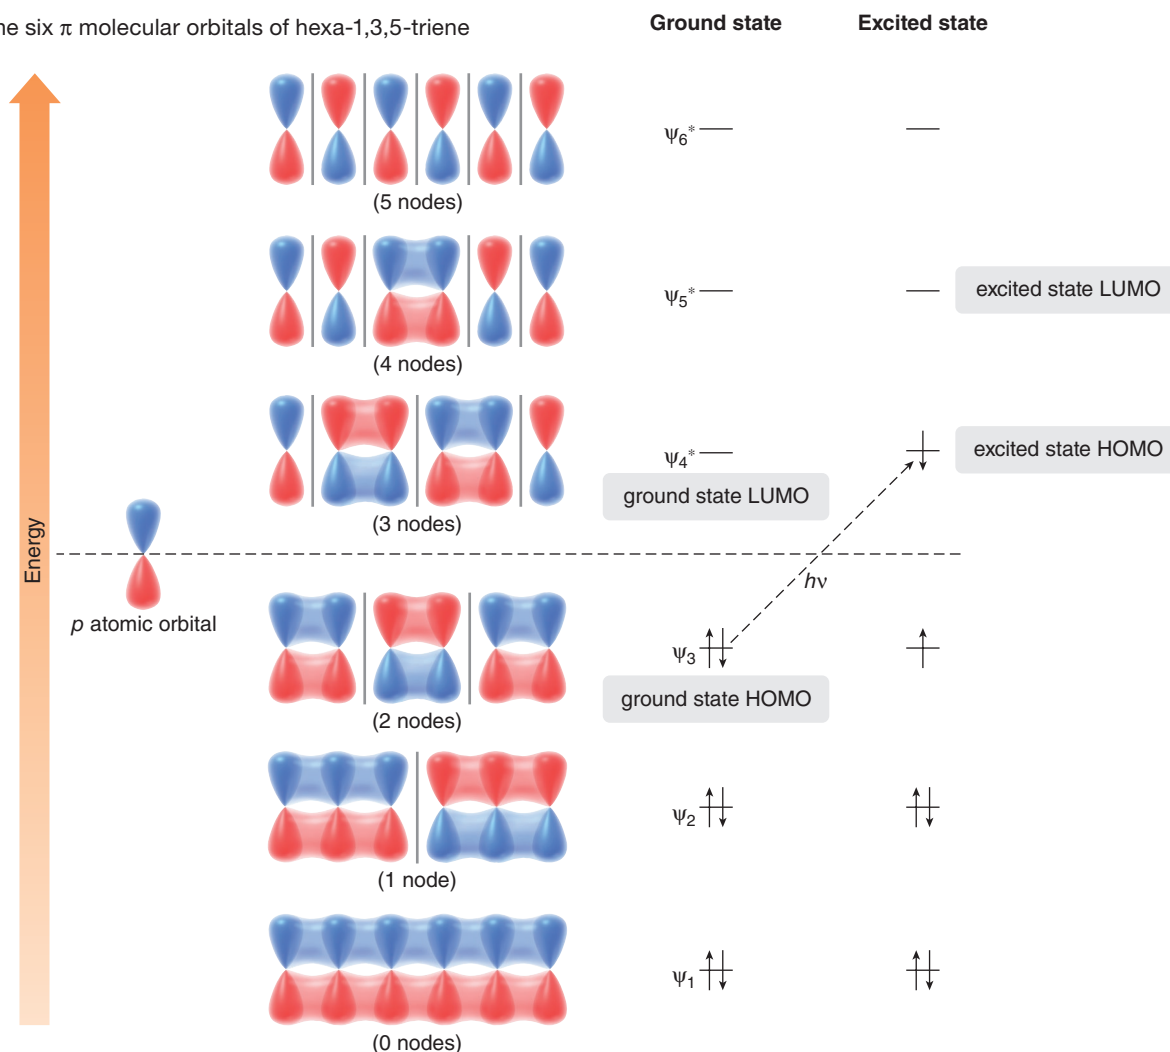 six π molecular orbitals of hexa-1,3,5-triene
Ground state
Excited state
ψ6*
(5 nodes)
ψ5*
excited state LUMO
(4 nodes)
ψ4*
excited state HOMO
ground state LUMO
(3 nodes)
Energy
hν
p atomic orbital
ψ3
ground state HOMO
(2 nodes)
ψ2
(1 node)
ψ1
(0 nodes)